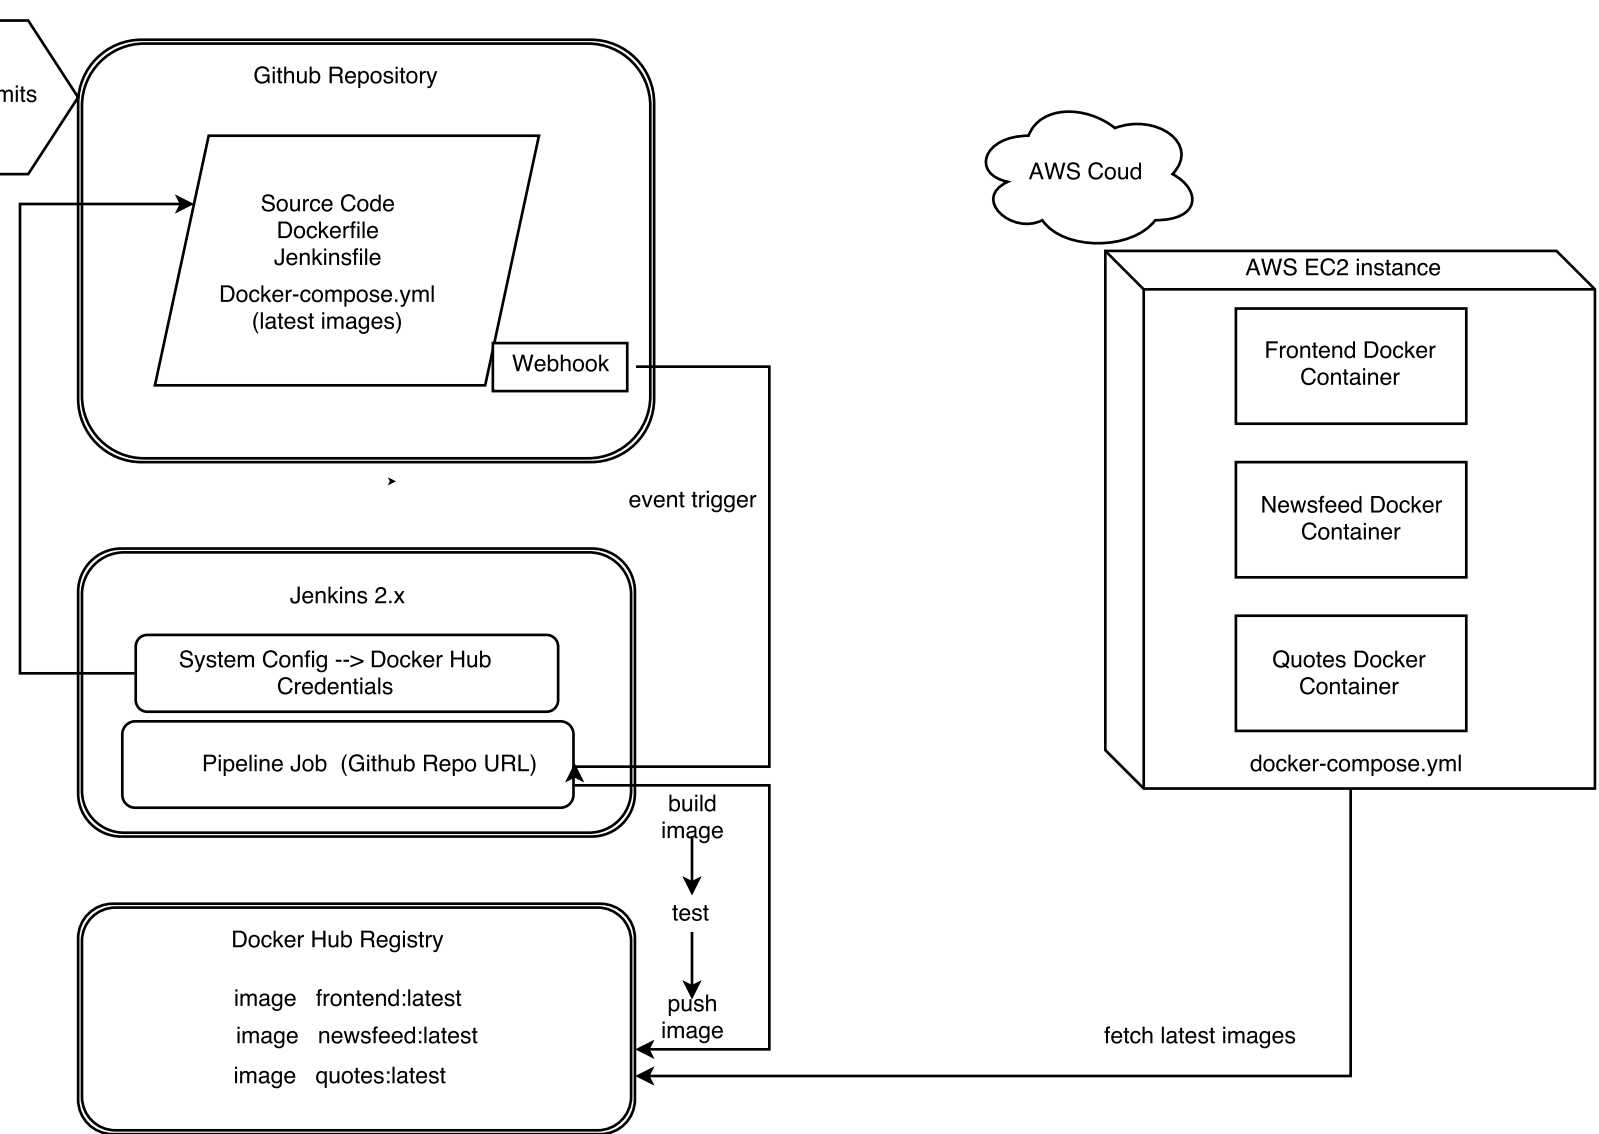 mits
Github Repository
Source Code
Dockerfile
Jenkinsfile
Docker-compose.yml
(latest images)
Webhook
event trigger
Jenkins 2.x
System Config --> Docker Hub
Credentials
Pipeline Job (Github Repo URL)
build
image
test
push
image
Docker Hub Registry
image frontend:latest
image newsfeed:latest
image quotes:latest
AWS Coud
AWS EC2 instance
Frontend Docker
Container
Newsfeed Docker
Container
Quotes Docker
Container
docker-compose.yml
fetch latest images